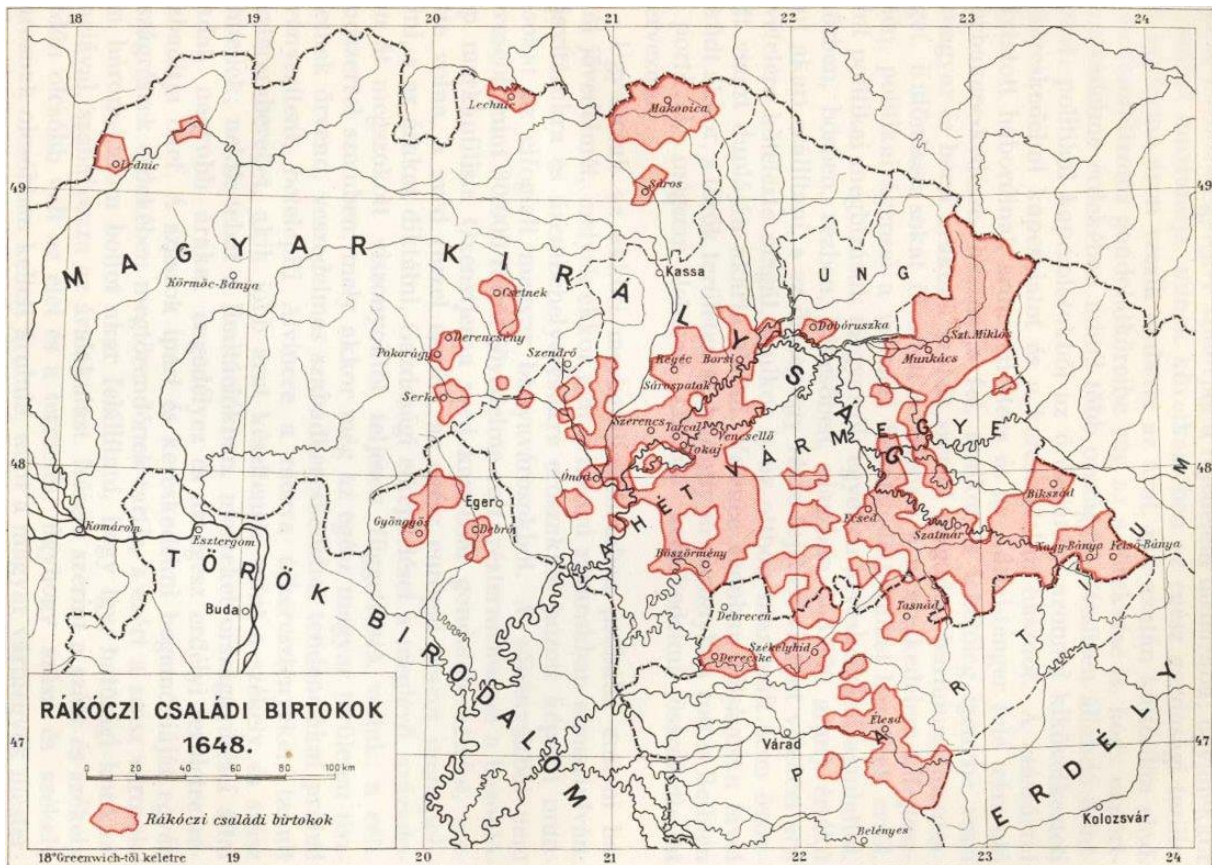 18 19 20 21 22 23 24
Lechnic
Makovica
Lednic
49 Sáros 49
MAGYAR KIRÁLYSÁG
Kassa
UNG
Körmöc-Bánya
Csetnek
Dobóruszka
Szt. Miklós
Derencsény
Pokorágy
Szendrő
Regéc
Borsi
Munkács
Sárospatak
Serke
Szerencs
Tarcal
Vencsellő
Tokaj
A HÉT VÁRMEGYE
48 48
Ónod
Bikszád
Gyöngyös
Eger
Debrő
Ecsed
Szatmár
Komárom
Esztergom
Böszörmény
Nagy-Bánya
Felső-Bánya
TÖRÖK BIRODALOM
Buda
Debrecen
Tasnád
Derecske
Székelyhíd
PART
U
M
RÁKÓCZI CSALÁDI BIRTOKOK
1648.
0 10 20 40 60 80 100 km
Rákóczi családi birtokok
47 47
Élesd
Várad
ERDÉLY
Kolozsvár
Belényes
18° Greenwich-től keletre 19 20 21 22 23